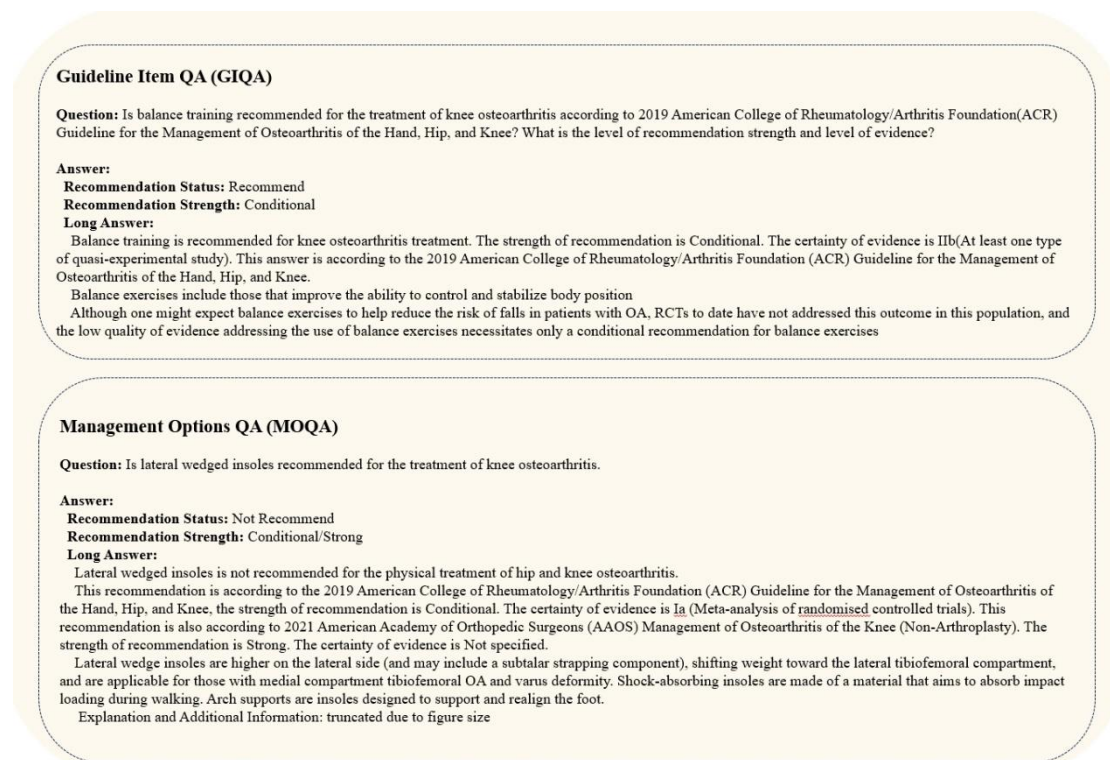 Guideline Item QA (GIQA)
Question: Is balance training recommended for the treatment of knee osteoarthritis according to 2019 American College of Rheumatology/Arthritis Foundation(ACR)
Guideline for the Management of Osteoarthritis of the Hand, Hip, and Knee? What is the level of recommendation strength and level of evidence?
Answer:
Recommendation Status: Recommend
Recommendation Strength: Conditional
Long Answer:
Balance training is recommended for knee osteoarthritis treatment. The strength of recommendation is Conditional. The certainty of evidence is IIb(At least one type
of quasi-experimental study). This answer is according to the 2019 American College of Rheumatology/Arthritis Foundation (ACR) Guideline for the Management of
Osteoarthritis of the Hand, Hip, and Knee.
Balance exercises include those that improve the ability to control and stabilize body position
Although one might expect balance exercises to help reduce the risk of falls in patients with OA, RCTs to date have not addressed this outcome in this population, and
the low quality of evidence addressing the use of balance exercises necessitates only a conditional recommendation for balance exercises
Management Options QA (MOQA)
Question: Is lateral wedged insoles recommended for the treatment of knee osteoarthritis.
Answer:
Recommendation Status: Not Recommend
Recommendation Strength: Conditional/Strong
Long Answer:
Lateral wedged insoles is not recommended for the physical treatment of hip and knee osteoarthritis.
This recommendation is according to the 2019 American College of Rheumatology/Arthritis Foundation (ACR) Guideline for the Management of Osteoarthritis of
the Hand, Hip, and Knee, the strength of recommendation is Conditional. The certainty of evidence is Ia (Meta-analysis of randomised controlled trials). This
recommendation is also according to 2021 American Academy of Orthopedic Surgeons (AAOS) Management of Osteoarthritis of the Knee (Non-Arthroplasty). The
strength of recommendation is Strong. The certainty of evidence is Not specified.
Lateral wedge insoles are higher on the lateral side (and may include a subtalar strapping component), shifting weight toward the lateral tibiofemoral compartment,
and are applicable for those with medial compartment tibiofemoral OA and varus deformity. Shock-absorbing insoles are made of a material that aims to absorb impact
loading during walking. Arch supports are insoles designed to support and realign the foot.
Explanation and Additional Information: truncated due to figure size